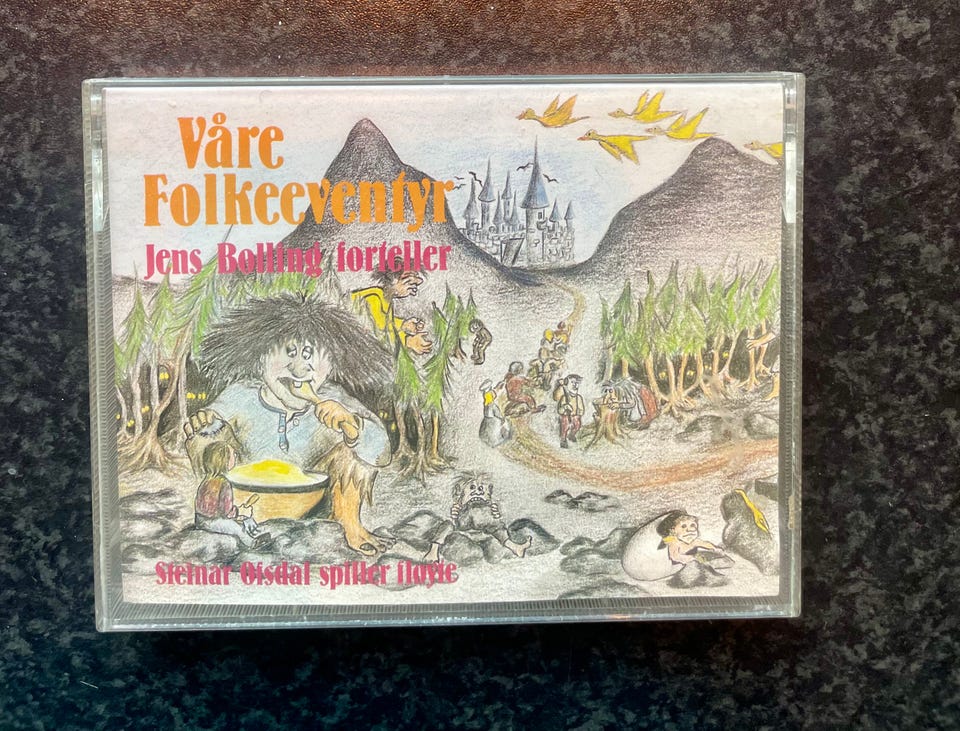 Våre
Folkeeventyr
Jens Bolling forteller
Steinar Ofsdal spiller fløyte